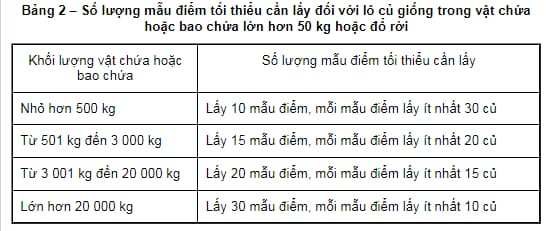 Bảng 2 – Số lượng mẫu điểm tối thiểu cần lấy đối với lô củ giống trong vật chứa
hoặc bao chứa lớn hơn 50 kg hoặc đổ rời
Khối lượng vật chứa hoặc
bao chứa
Số lượng mẫu điểm tối thiểu cần lấy
Nhỏ hơn 500 kg
Lấy 10 mẫu điểm, mỗi mẫu điểm lấy ít nhất 30 củ
Từ 501 kg đến 3 000 kg
Lấy 15 mẫu điểm, mỗi mẫu điểm lấy ít nhất 20 củ
Từ 3 001 kg đến 20 000 kg
Lấy 20 mẫu điểm, mỗi mẫu điểm lấy ít nhất 15 củ
Lớn hơn 20 000 kg
Lấy 30 mẫu điểm, mỗi mẫu điểm lấy ít nhất 10 củ